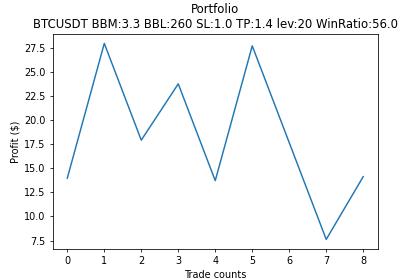 Portfolio
BTCUSDT BBM:3.3 BBL:260 SL:1.0 TP:1.4 lev:20 WinRatio:56.0
27.5
25.0
22.5
20.0
17.5
15.0
12.5
10.0
7.5
Profit ($)
0 1 2 3 4 5 6 7 8
Trade counts